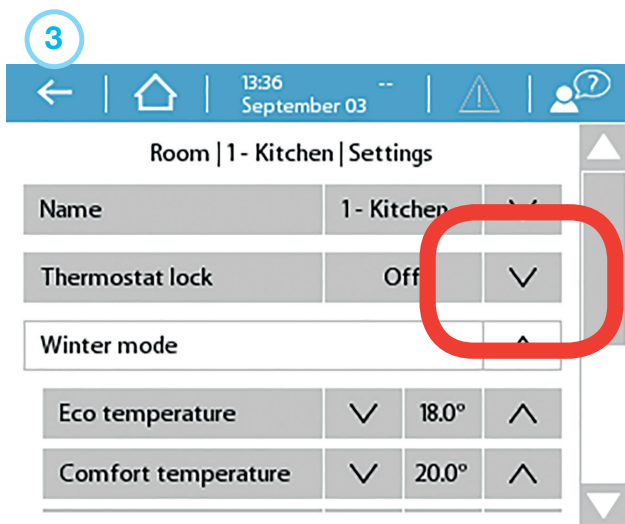 3
13:36 --
September 03
?
Room | 1 - Kitchen | Settings
Name 1 - Kitchen
Thermostat lock Off
Winter mode
Eco temperature 18.0°
Comfort temperature 20.0°